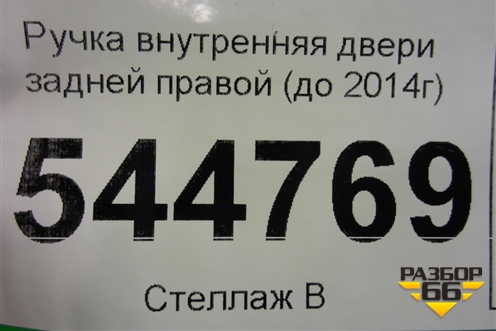 Ручка внутренняя двери
задней правой (до 2014г)
544769
Стеллаж В
РАЗБОР
66